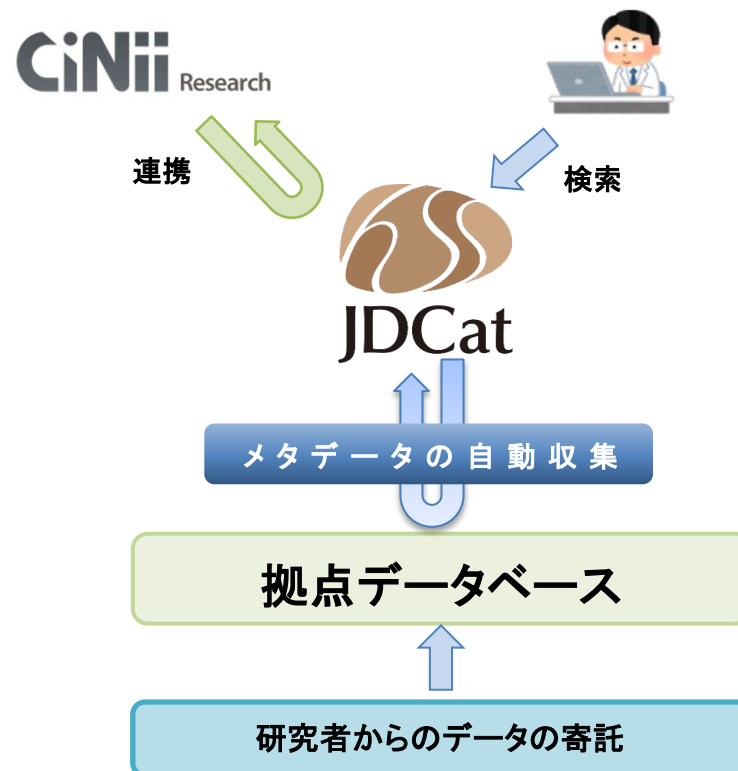 CiNii Research
連携
検索
JDCat
メタデータの自動収集
拠点データベース
研究者からのデータの寄託